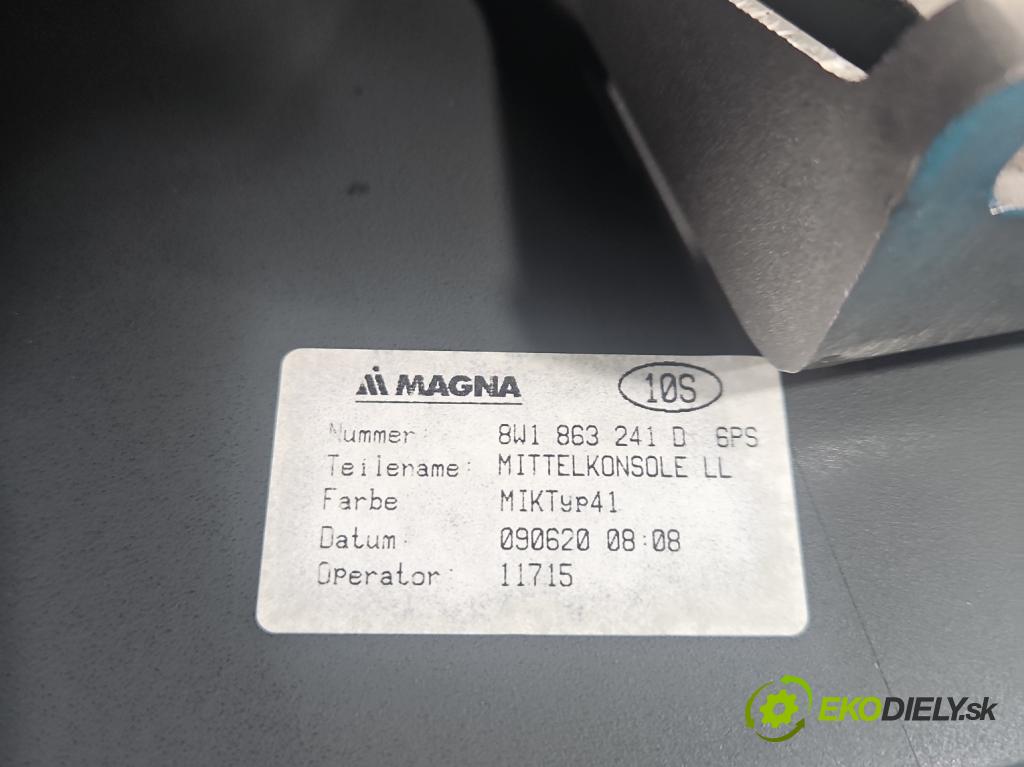 MAGNA 10S
Nummer: 8W1 863 241 D 6PS
Teilename: MITTELKONSOLE LL
Farbe MIKTyp41
Datum: 090620 08:08
Operator: 11715
EKODIELY.sk